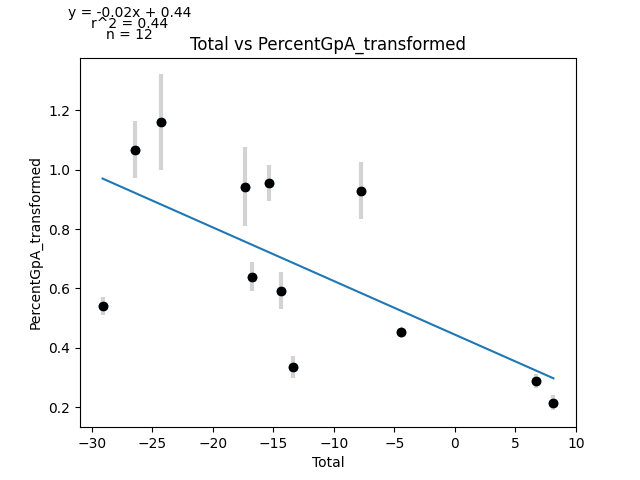 y = -0.02x + 0.44
r^2 = 0.44
n = 12
Total vs PercentGpA_transformed
PercentGpA_transformed
1.2
1.0
0.8
0.6
0.4
0.2
−30 −25 −20 −15 −10 −5 0 5 10
Total